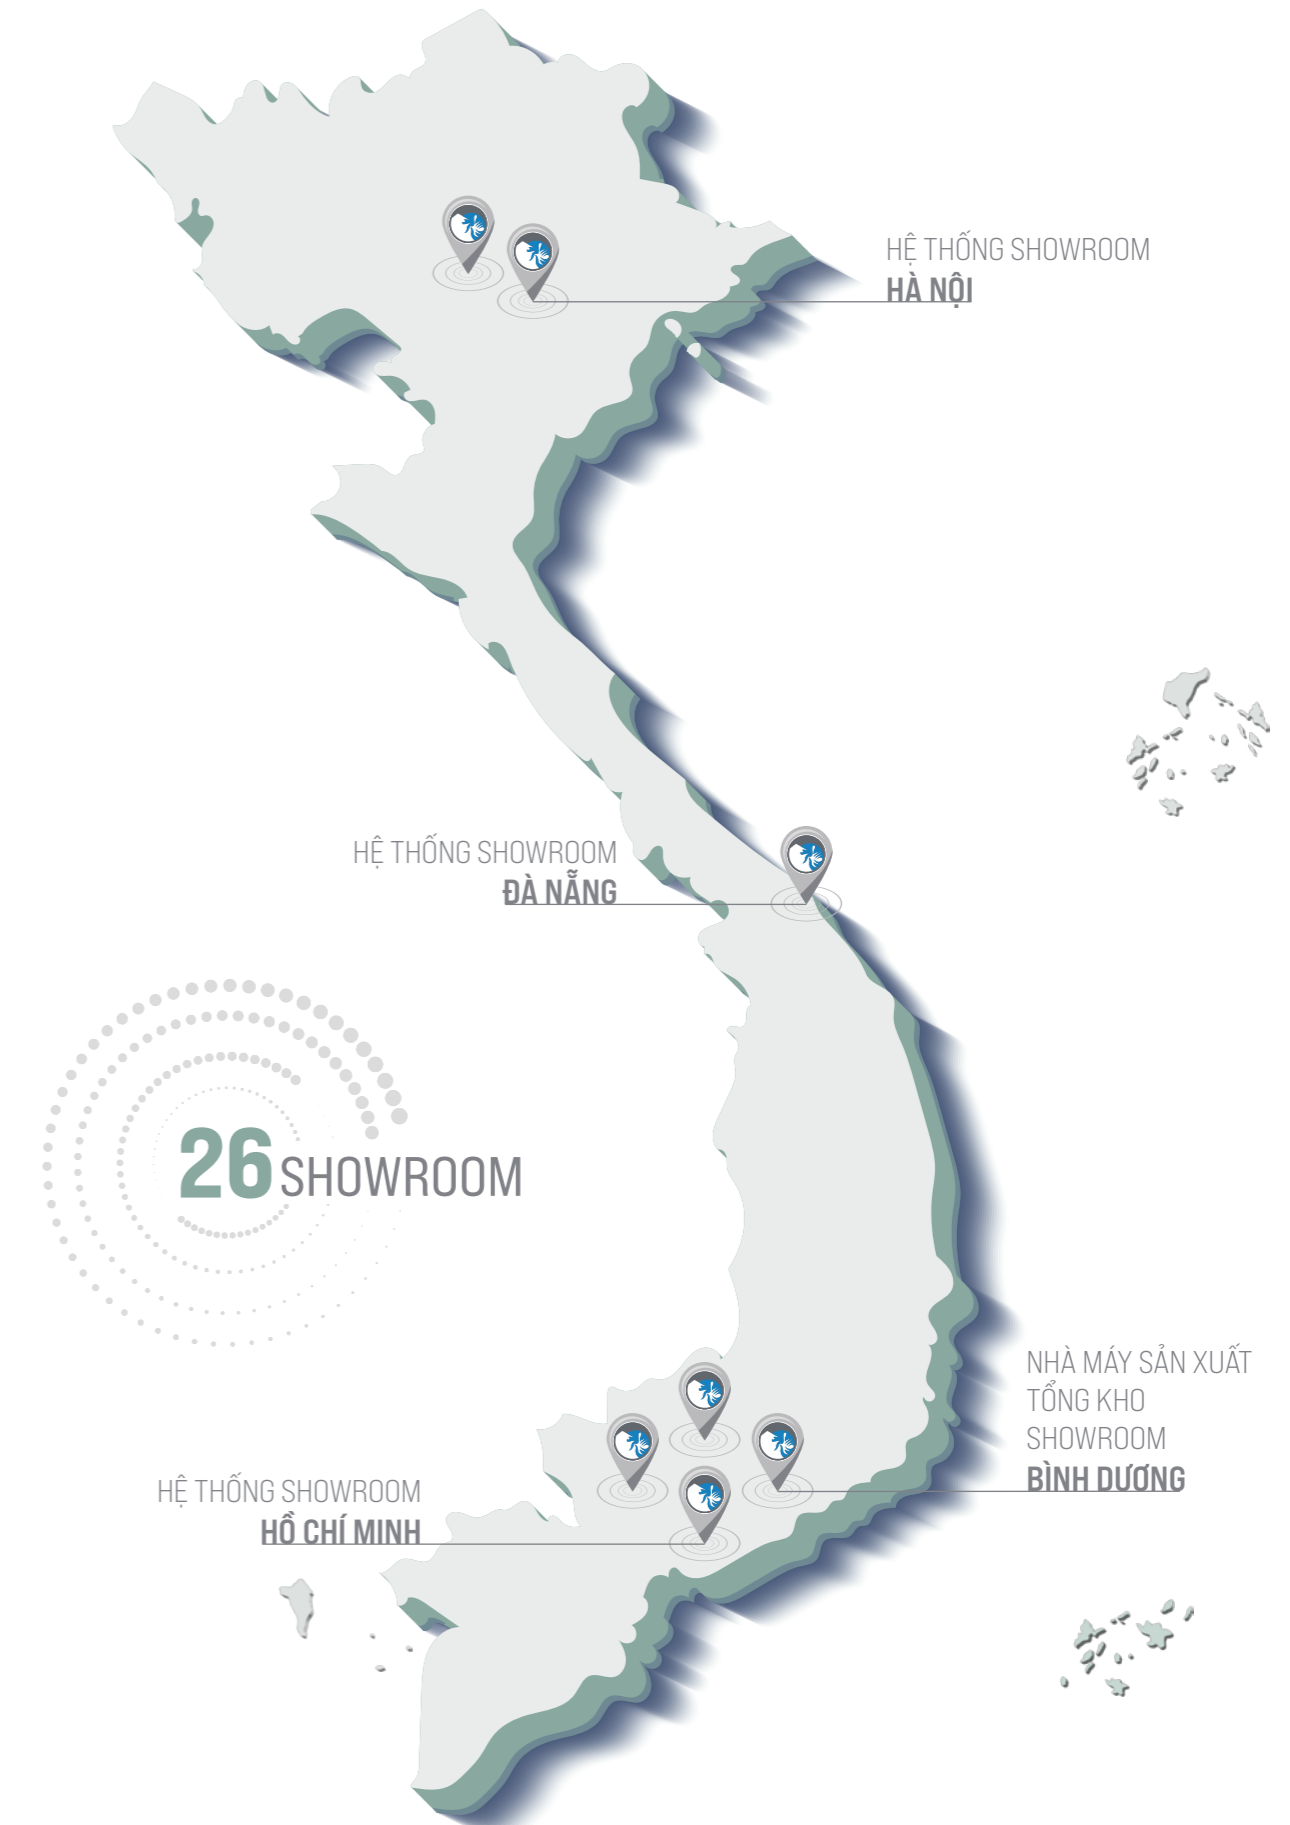 HỆ THỐNG SHOWROOM
HÀ NỘI
HỆ THỐNG SHOWROOM
ĐÀ NẴNG
26 SHOWROOM
NHÀ MÁY SẢN XUẤT
TỔNG KHO
SHOWROOM
BÌNH DƯƠNG
HỆ THỐNG SHOWROOM
HỒ CHÍ MINH